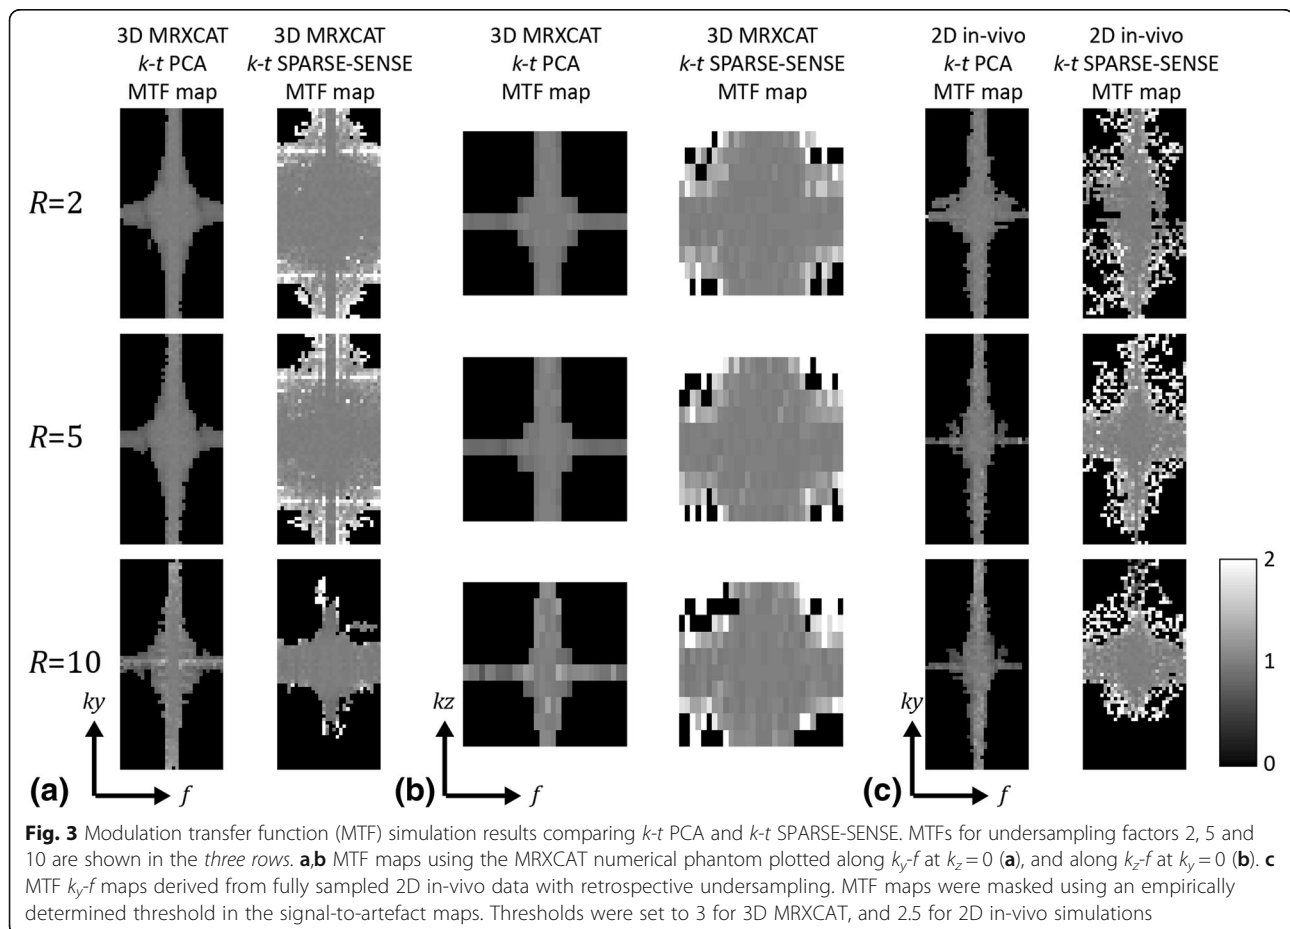 3D MRXCAT
k-t PCA
MTF map
3D MRXCAT
k-t SPARSE-SENSE
MTF map
3D MRXCAT
k-t PCA
MTF map
3D MRXCAT
k-t SPARSE-SENSE
MTF map
2D in-vivo
k-t PCA
MTF map
2D in-vivo
k-t SPARSE-SENSE
MTF map
R=2
R=5
R=10
2
1
0
ky
f
(a)
kz
f
(b)
ky
f
(c)
Fig. 3 Modulation transfer function (MTF) simulation results comparing k-t PCA and k-t SPARSE-SENSE. MTFs for undersampling factors 2, 5 and
10 are shown in the three rows. a,b MTF maps using the MRXCAT numerical phantom plotted along ky-f at kz = 0 (a), and along kz-f at ky = 0 (b). c
MTF ky-f maps derived from fully sampled 2D in-vivo data with retrospective undersampling. MTF maps were masked using an empirically
determined threshold in the signal-to-artefact maps. Thresholds were set to 3 for 3D MRXCAT, and 2.5 for 2D in-vivo simulations